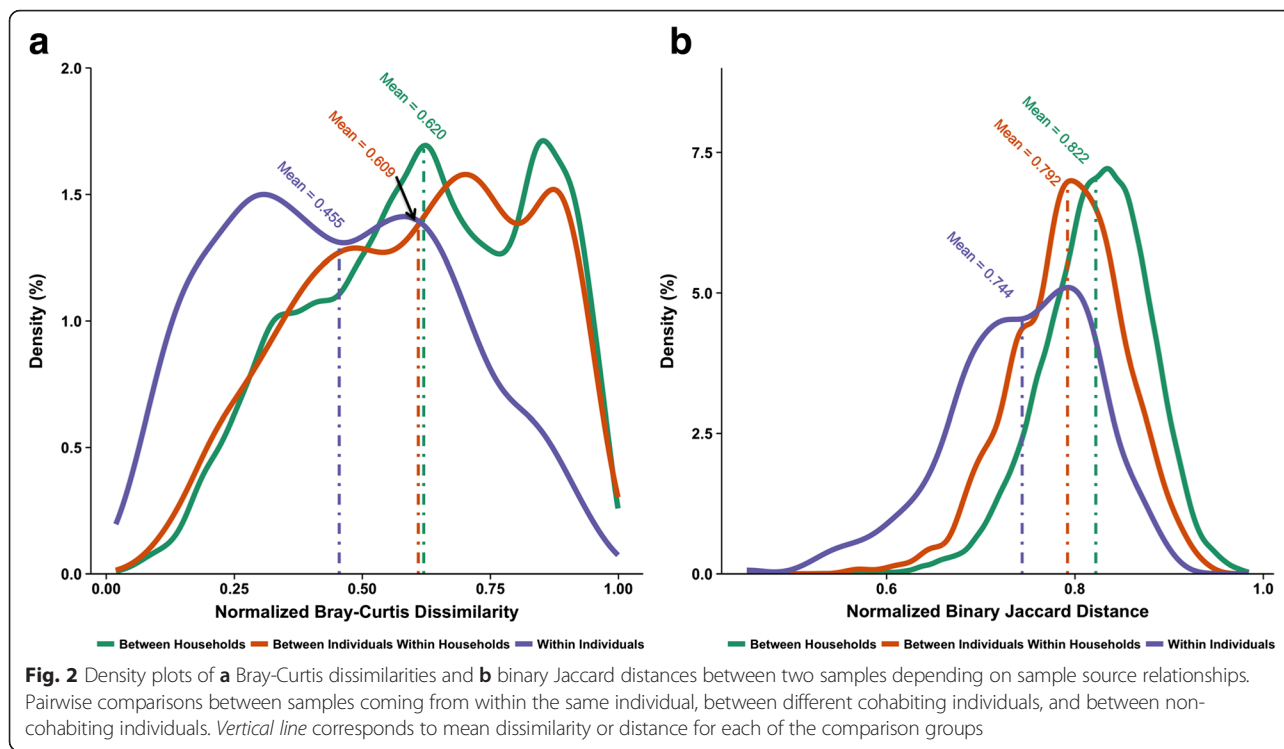 a
2.0
1.5
1.0
0.5
0.0
Density (%)
Mean = 0.455
Mean = 0.609
Mean = 0.620
0.00 0.25 0.50 0.75 1.00
Normalized Bray-Curtis Dissimilarity
Between Households Between Individuals Within Households Within Individuals
b
7.5
5.0
2.5
0.0
Density (%)
Mean = 0.744
Mean = 0.792
Mean = 0.822
0.6 0.8 1.0
Normalized Binary Jaccard Distance
Between Households Between Individuals Within Households Within Individuals
Fig. 2 Density plots of a Bray-Curtis dissimilarities and b binary Jaccard distances between two samples depending on sample source relationships.
Pairwise comparisons between samples coming from within the same individual, between different cohabiting individuals, and between non-
cohabiting individuals. Vertical line corresponds to mean dissimilarity or distance for each of the comparison groups